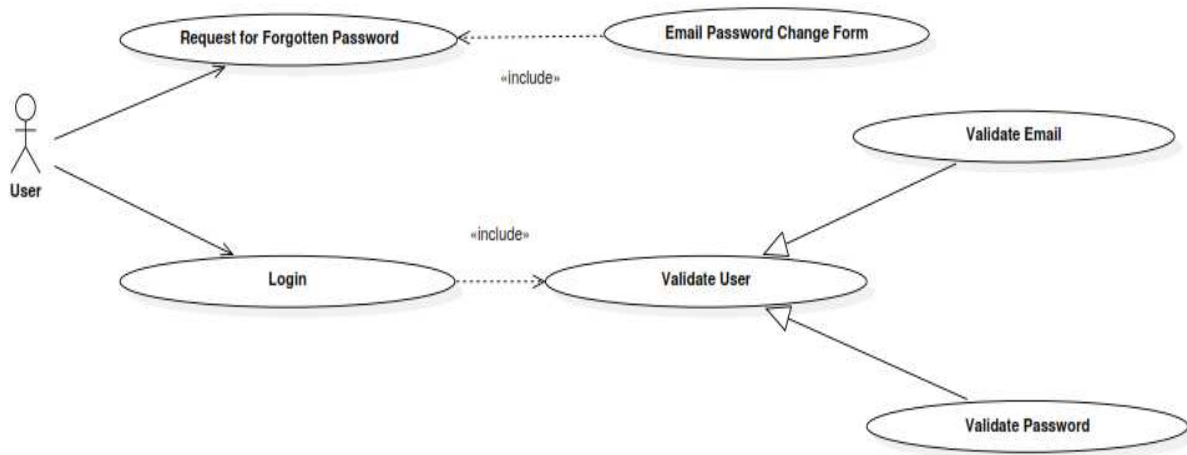 Request for Forgotten Password
Email Password Change Form
«include»
Validate Email
User
«include»
Login
Validate User
Validate Password